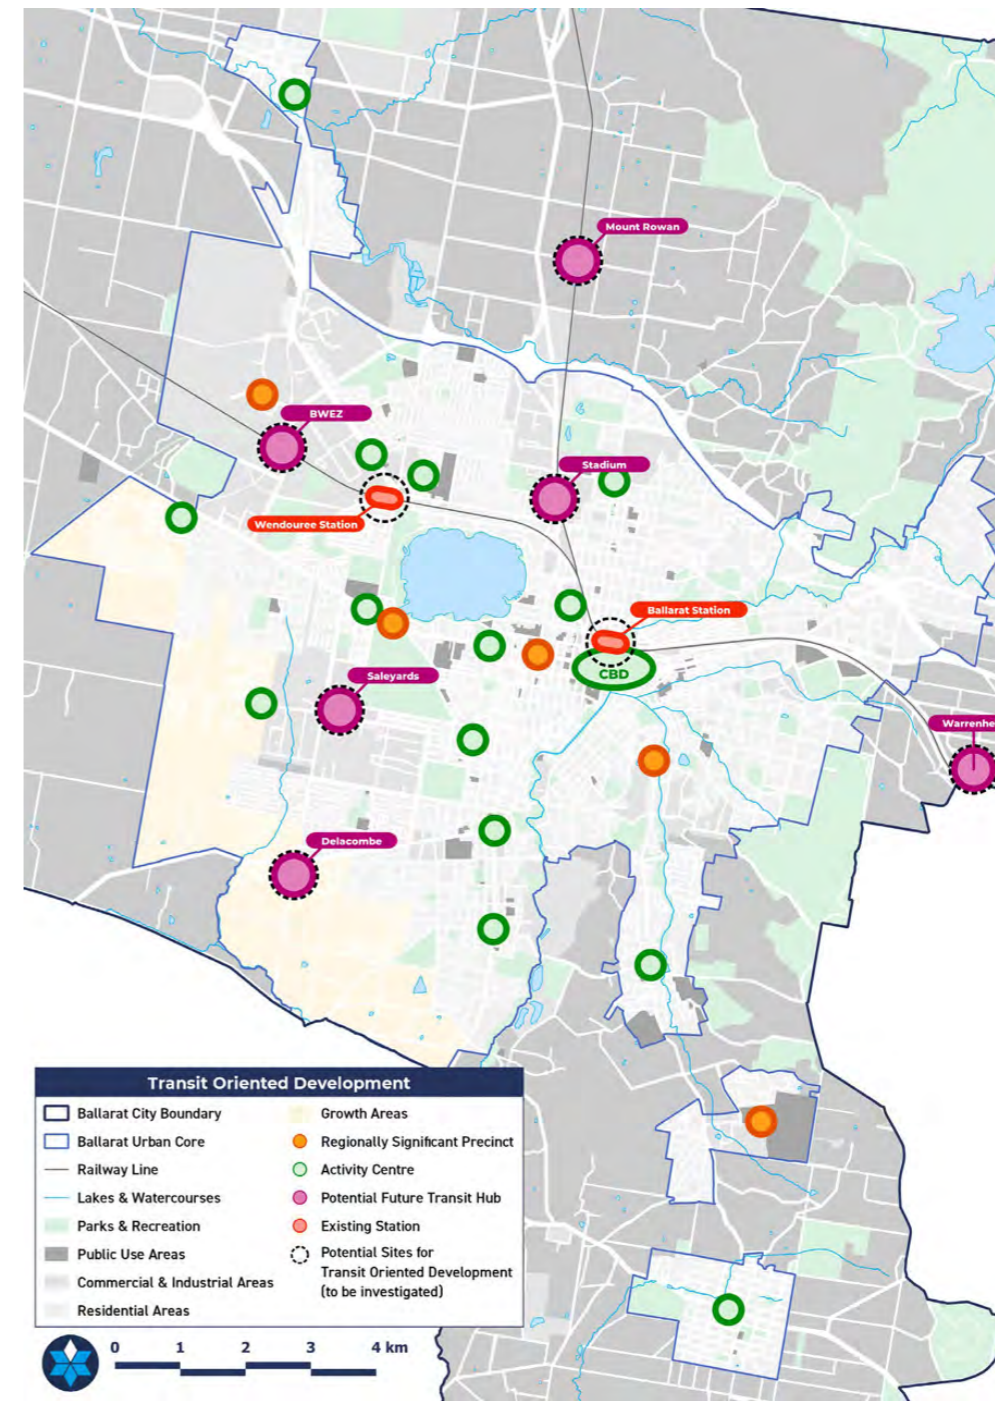 Mount Rowan
BWEZ
Stadium
Wendouree Station
Ballarat Station
CBD
Saleyards
Warrenhe
Delacombe
Transit Oriented Development
Ballarat City Boundary
Ballarat Urban Core
Railway Line
Lakes & Watercourses
Parks & Recreation
Public Use Areas
Commercial & Industrial Areas
Residential Areas
Growth Areas
Regionally Significant Precinct
Activity Centre
Potential Future Transit Hub
Existing Station
Potential Sites for
Transit Oriented Development
(to be investigated)
0 1 2 3 4 km